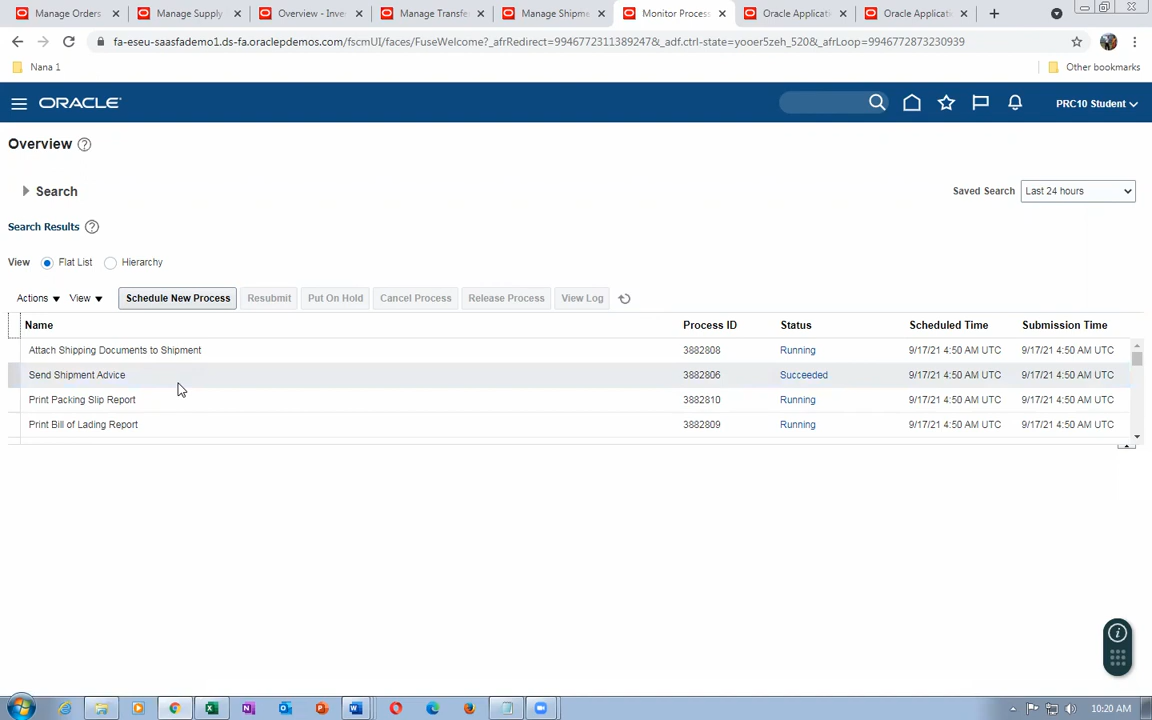 Manage Orders
Manage Supply
Overview - Inve
Manage Transfe
Manage Shipme
Monitor Process
Oracle Applicati
Oracle Applicati
fa-eseu-saasfademo1.ds-fa.oraclepdemos.com/fscmUI/faces/FuseWelcome?_afrRedirect=9946772311389247&_adf.ctrl-state=yooer5zeh_520&_afrLoop=9946772873230939
Nana 1
Other bookmarks
ORACLE
PRC10 Student
Overview
Search
Saved Search
Last 24 hours
Search Results
View
Flat List
Hierarchy
Actions
View
Schedule New Process
Resubmit
Put On Hold
Cancel Process
Release Process
View Log
Name
Process ID
Status
Scheduled Time
Submission Time
Attach Shipping Documents to Shipment
3882808
Running
9/17/21 4:50 AM UTC
9/17/21 4:50 AM UTC
Send Shipment Advice
3882806
Succeeded
9/17/21 4:50 AM UTC
9/17/21 4:50 AM UTC
Print Packing Slip Report
3882810
Running
9/17/21 4:50 AM UTC
9/17/21 4:50 AM UTC
Print Bill of Lading Report
3882809
Running
9/17/21 4:50 AM UTC
9/17/21 4:50 AM UTC
10:20 AM